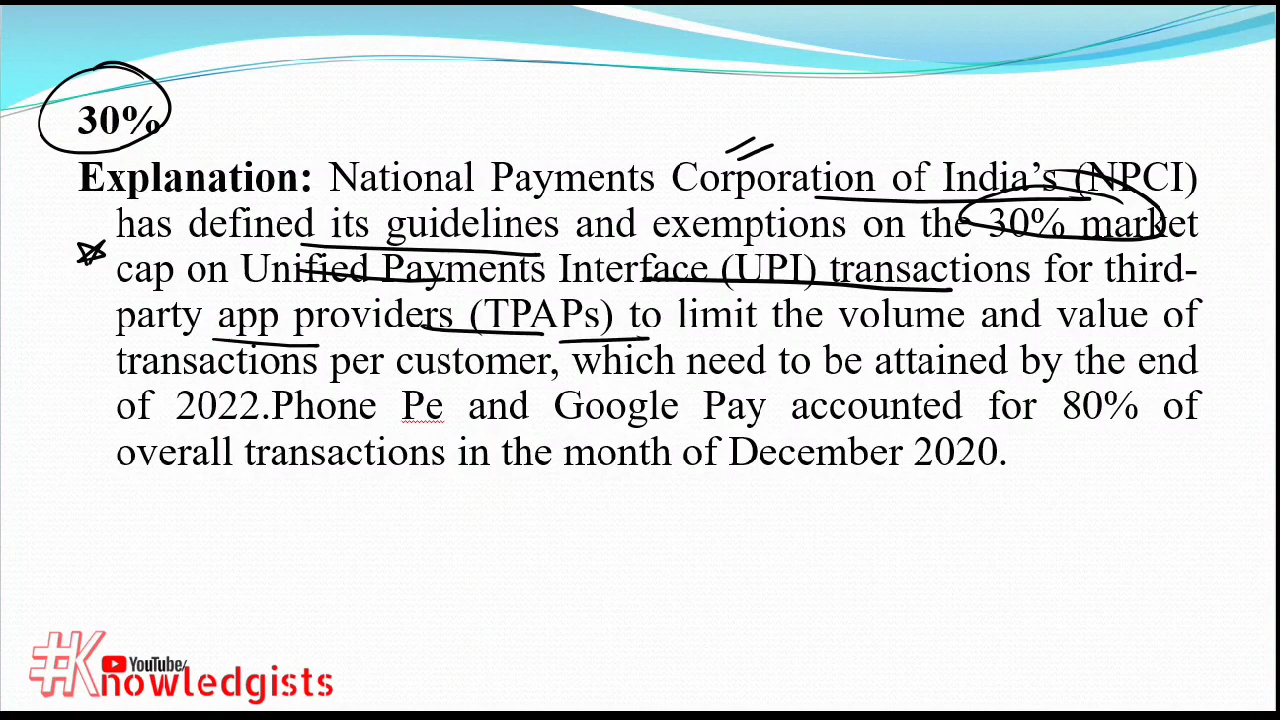 30%
Explanation: National Payments Corporation of India's (NPCI)
has defined its guidelines and exemptions on the 30% market
cap on Unified Payments Interface (UPI) transactions for third-
party app providers (TPAPs) to limit the volume and value of
transactions per customer, which need to be attained by the end
of 2022.Phone Pe and Google Pay accounted for 80% of
overall transactions in the month of December 2020.
YouTube/
#Knowledgists